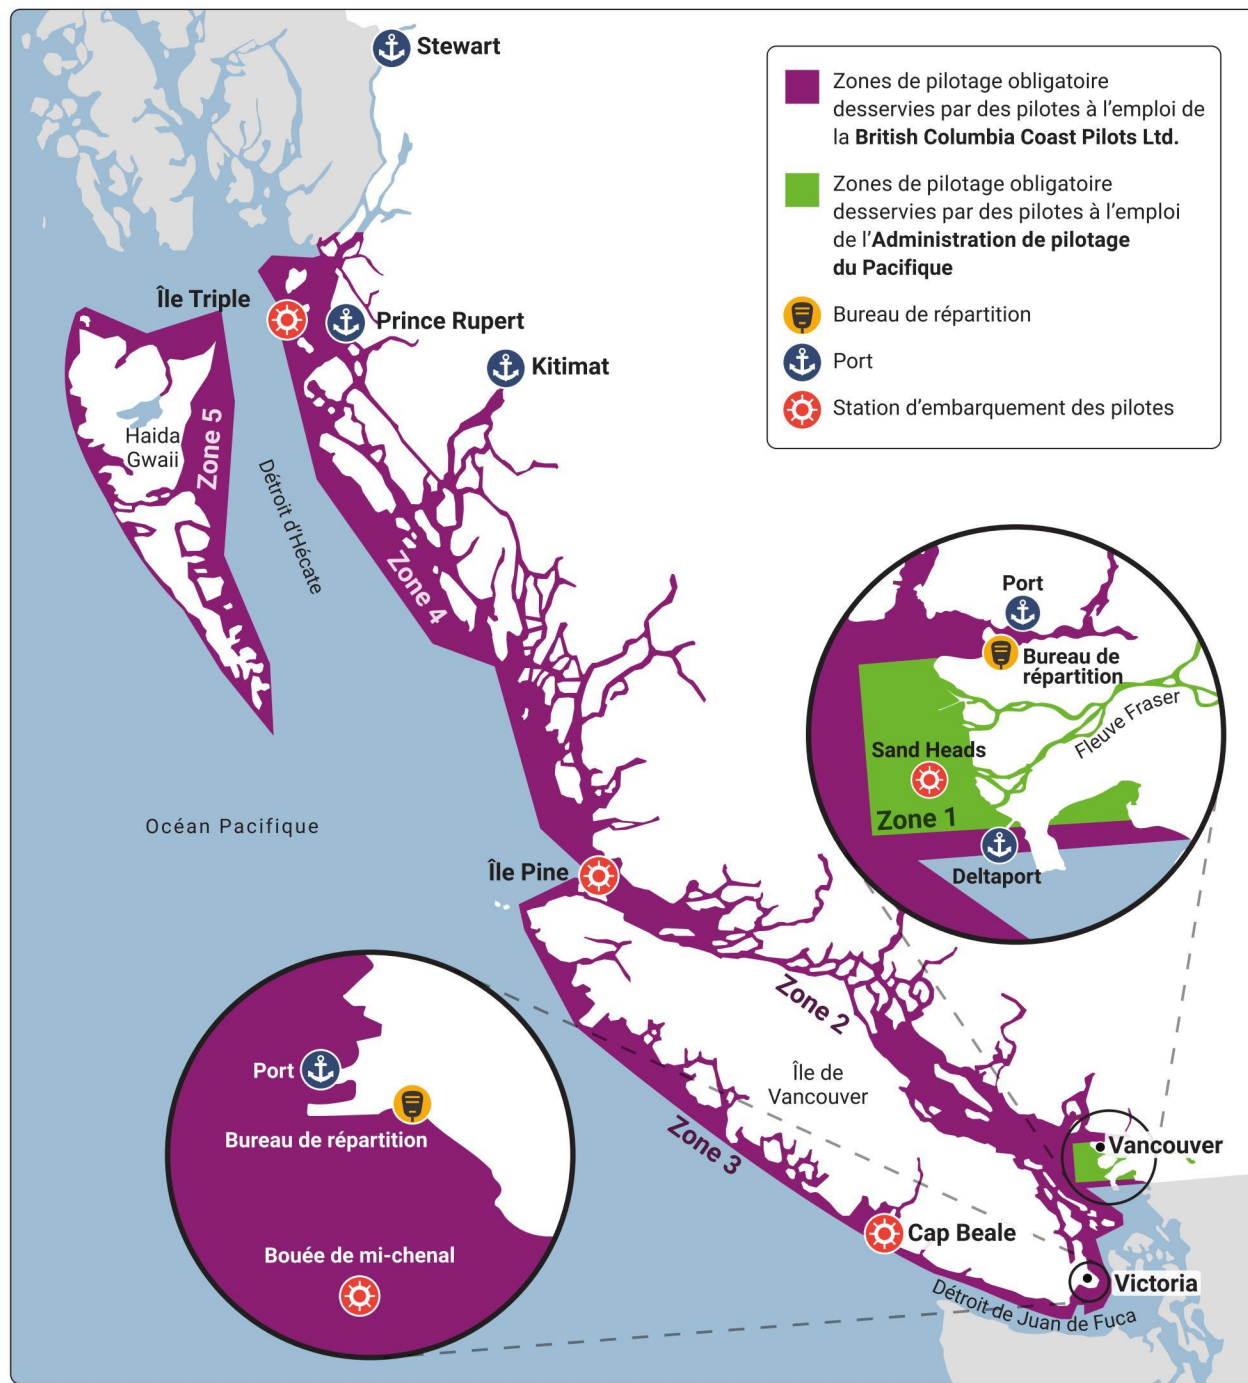 Stewart
Zones de pilotage obligatoire
desservies par des pilotes à l'emploi de
la British Columbia Coast Pilots Ltd.
Zones de pilotage obligatoire
desservies par des pilotes à l'emploi
de l'Administration de pilotage
du Pacifique
Bureau de répartition
Port
Station d'embarquement des pilotes
Île Triple
Prince Rupert
Kitimat
Haida
Gwaii
Zone 5
Détroit d'Hécate
Zone 4
Port
Bureau de
répartition
Fleuve Fraser
Sand Heads
Zone 1
Deltaport
Océan Pacifique
Île Pine
Zone 2
Île de
Vancouver
Zone 3
Port
Bureau de répartition
Bouée de mi-chenal
Vancouver
Cap Beale
Victoria
Détroit de Juan de Fuca